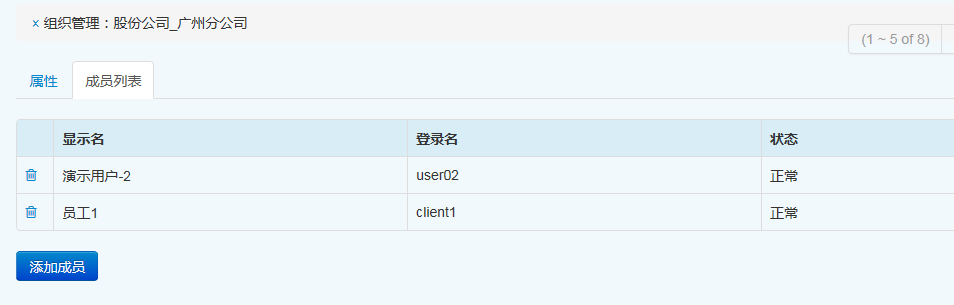 × 组织管理：股份公司_广州分公司
(1 ~ 5 of 8)
属性 成员列表
显示名 登录名 状态
演示用户-2 user02 正常
员工1 client1 正常
添加成员